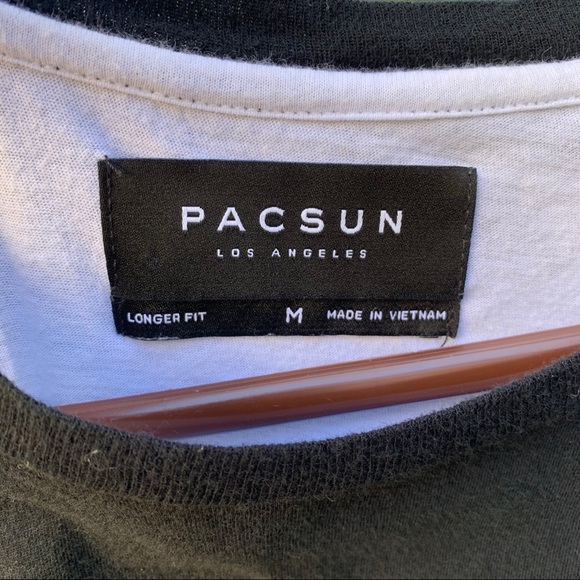 PACSUN
LOS ANGELES
LONGER FIT M MADE IN VIETNAM